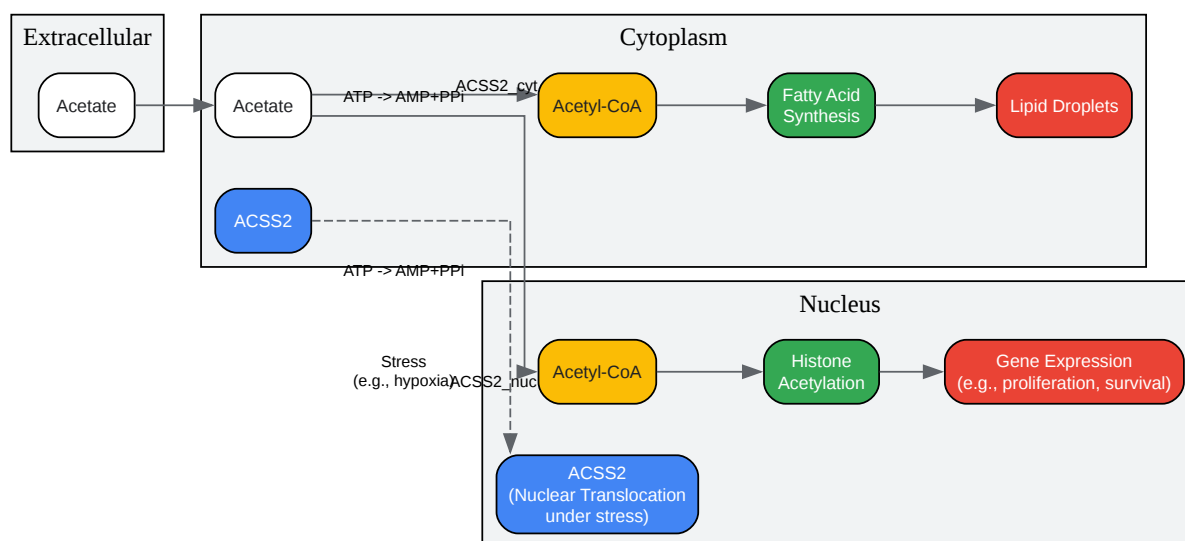 Extracellular
Cytoplasm
Acetate
Acetate
ATP -> AMP+PPi
ACSS2_cyt
Acetyl-CoA
Fatty Acid
Synthesis
Lipid Droplets
ACSS2
ATP -> AMP+PPi
Nucleus
Stress
(e.g., hypoxia)
ACSS2_nuc
Acetyl-CoA
Histone
Acetylation
Gene Expression
(e.g., proliferation, survival)
ACSS2
(Nuclear Translocation
under stress)